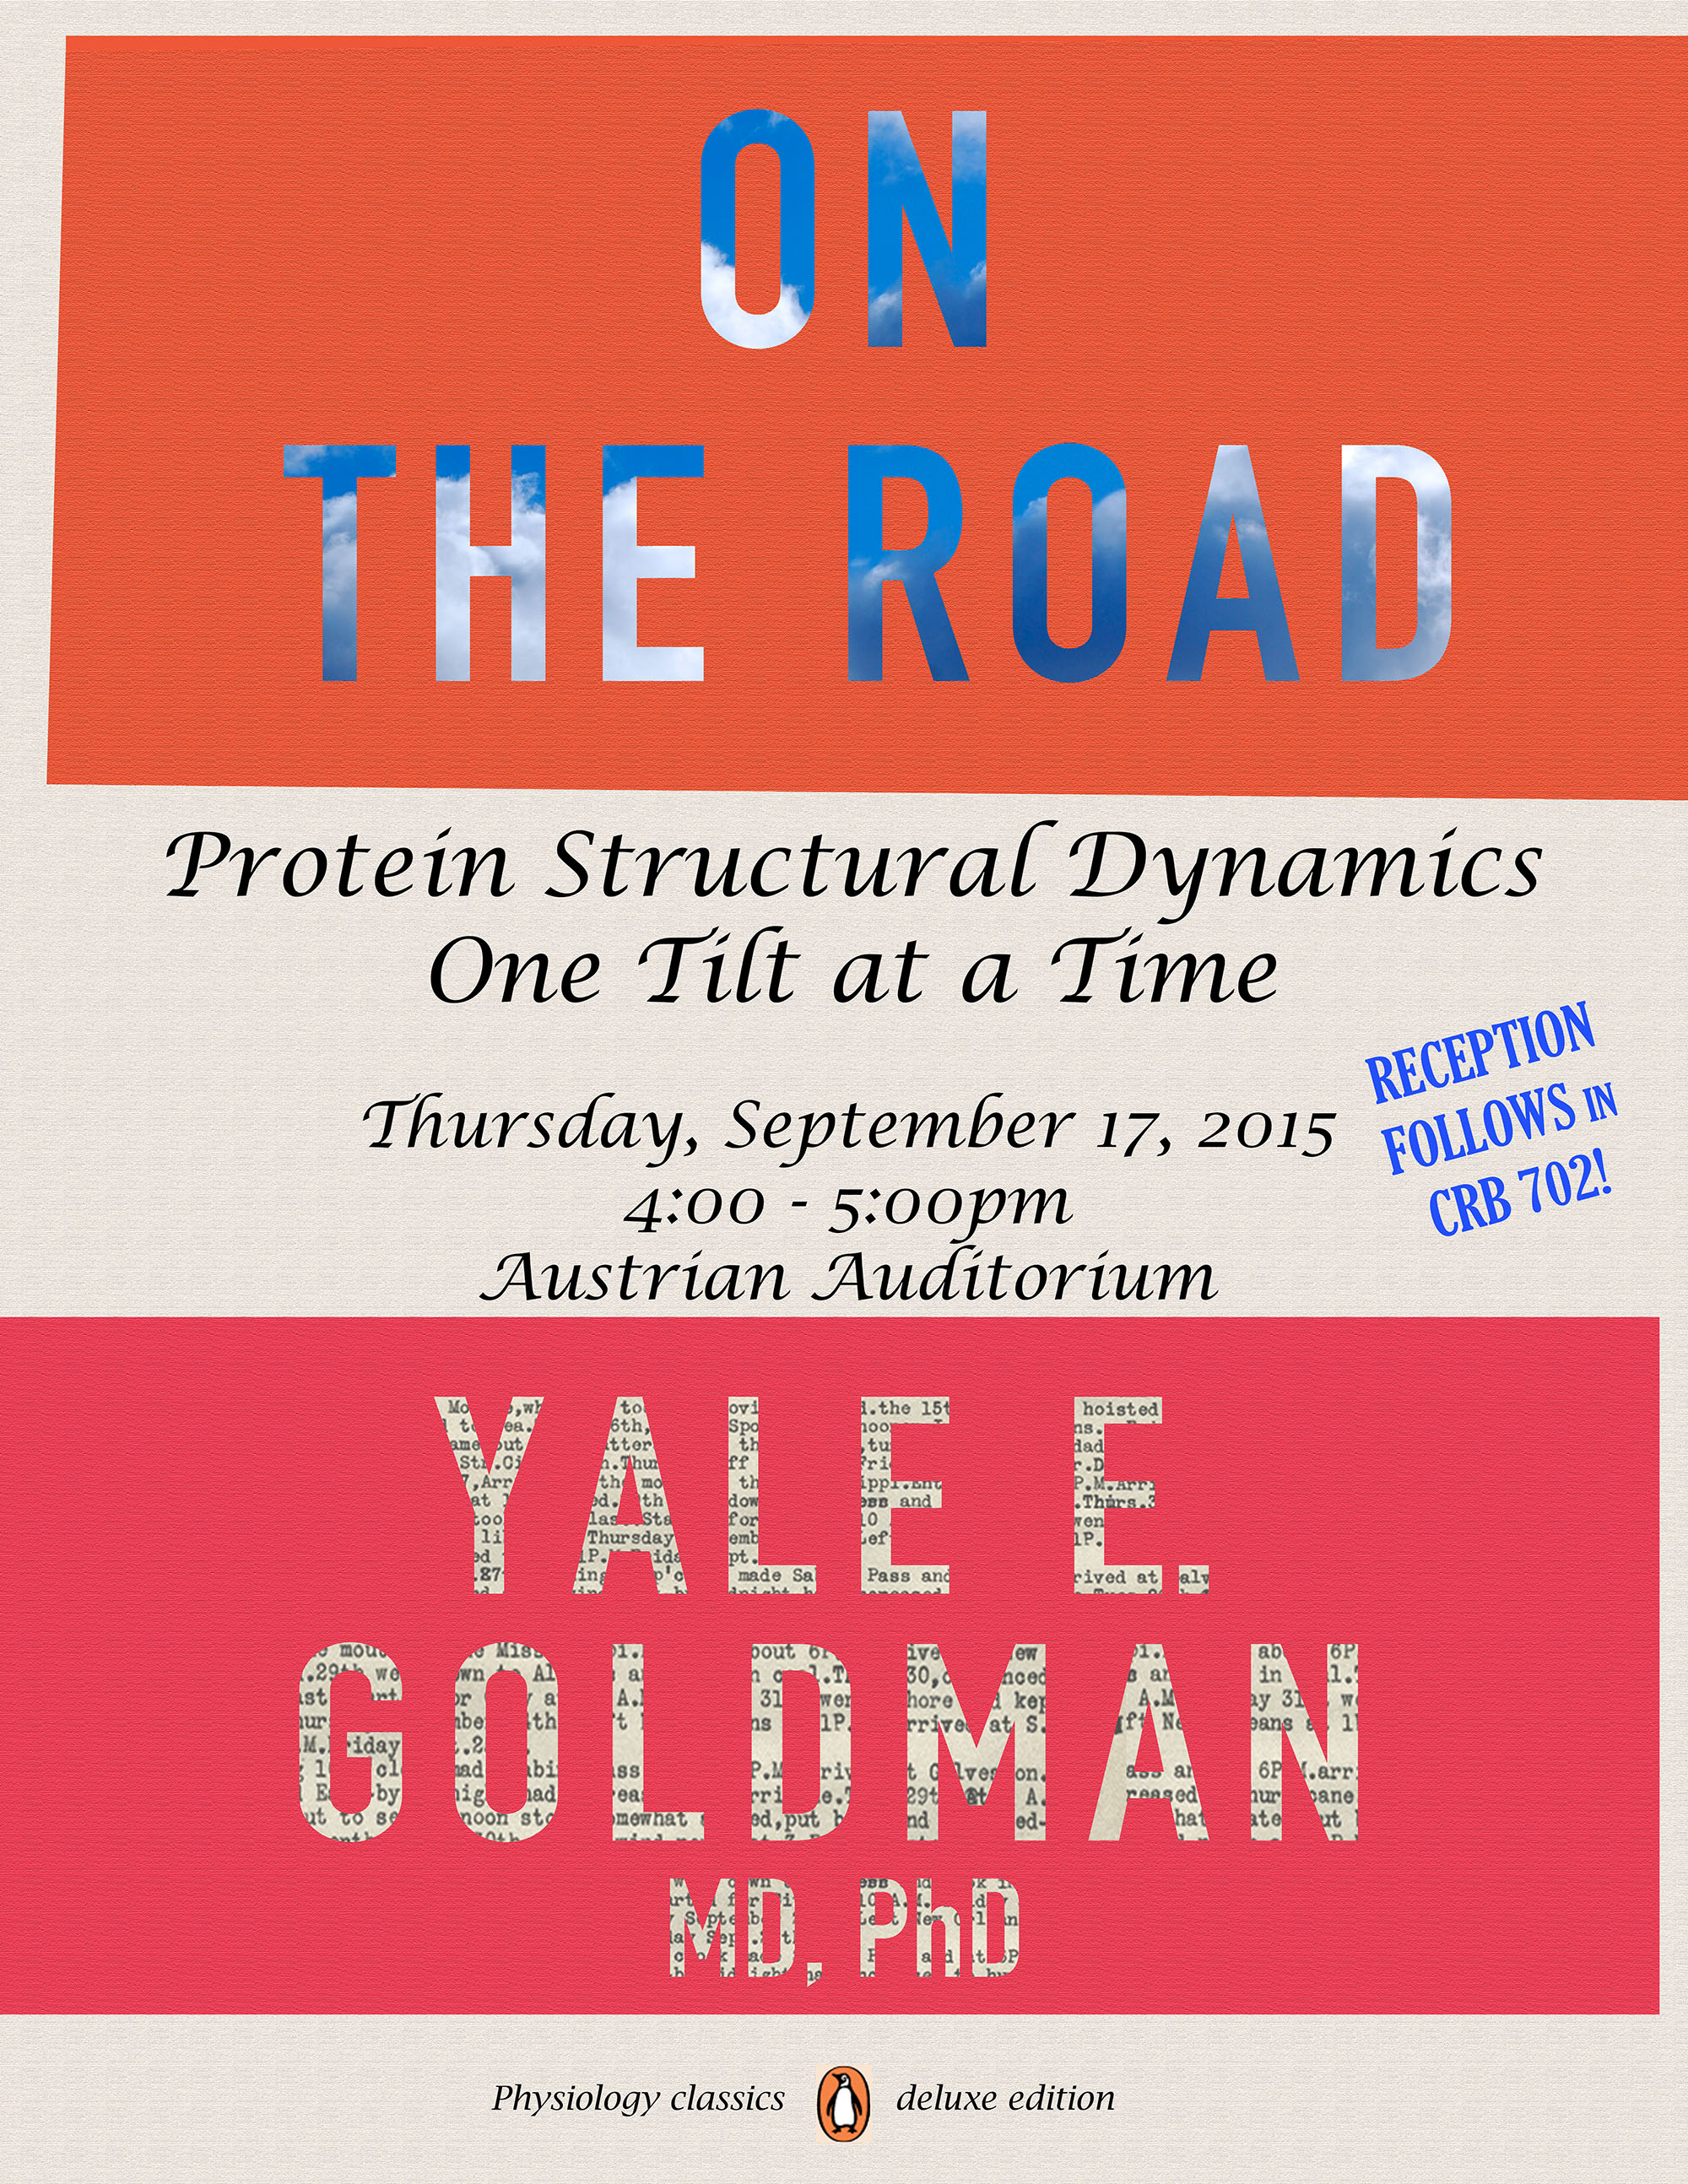 ON
THE ROAD
Protein Structural Dynamics
One Tilt at a Time
Thursday, September 17, 2015
4:00 - 5:00pm
Austrian Auditorium
RECEPTION
FOLLOWS IN
CRB 702!
YALE E.
GOLDMAN
MD, PhD
Physiology classics deluxe edition